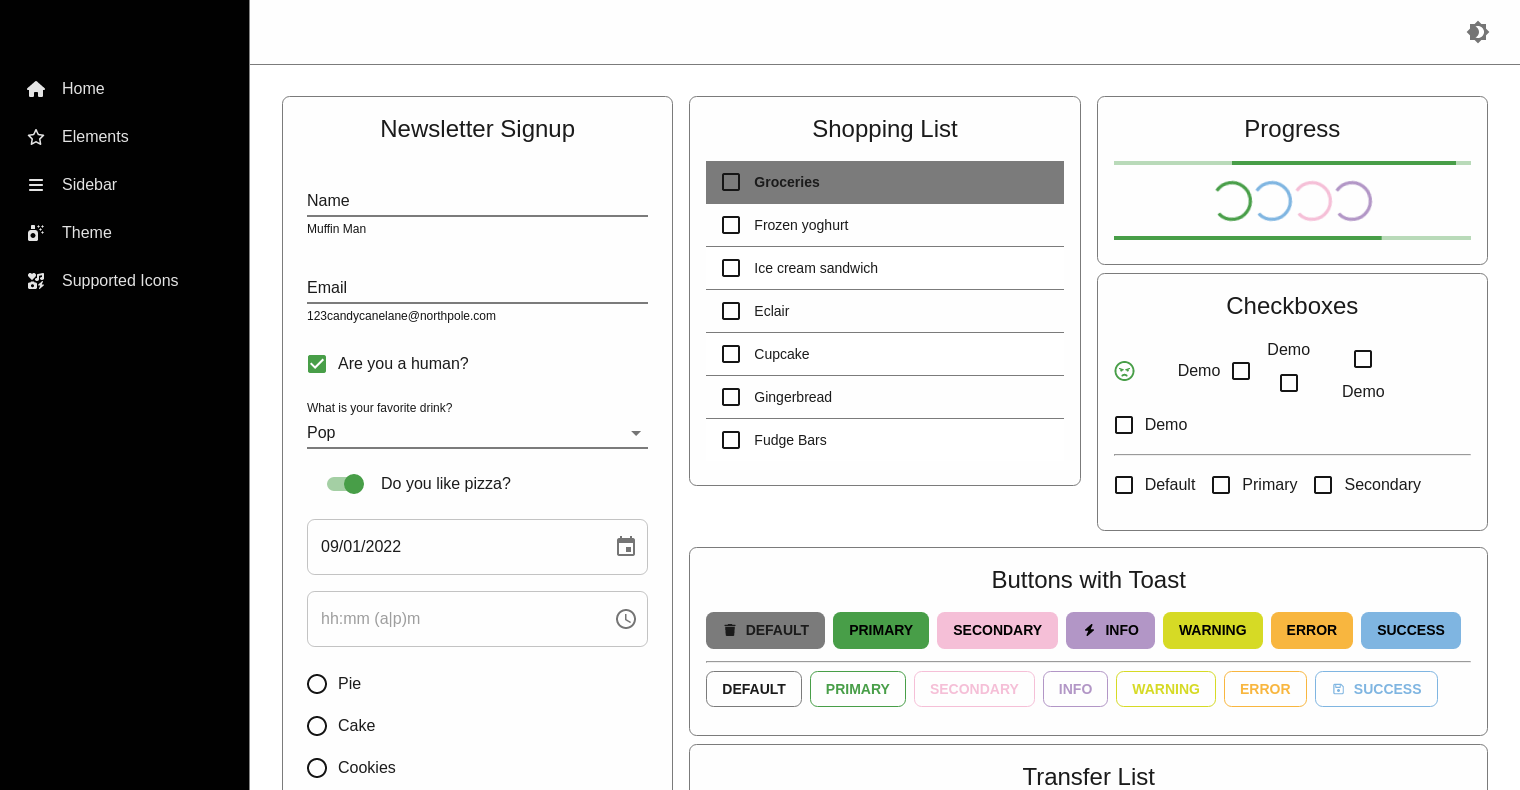 Home
Elements
Sidebar
Theme
Supported Icons
Newsletter Signup
Name
Muffin Man
Email
123candycanelane@northpole.com
Are you a human?
What is your favorite drink?
Pop
Do you like pizza?
09/01/2022
hh:mm (a|p)m
Pie
Cake
Cookies
Shopping List
Groceries
Frozen yoghurt
Ice cream sandwich
Eclair
Cupcake
Gingerbread
Fudge Bars
Progress
Checkboxes
Demo
Demo
Demo
Demo
Default Primary Secondary
Buttons with Toast
DEFAULT PRIMARY SECONDARY INFO WARNING ERROR SUCCESS
DEFAULT PRIMARY SECONDARY INFO WARNING ERROR SUCCESS
Transfer List